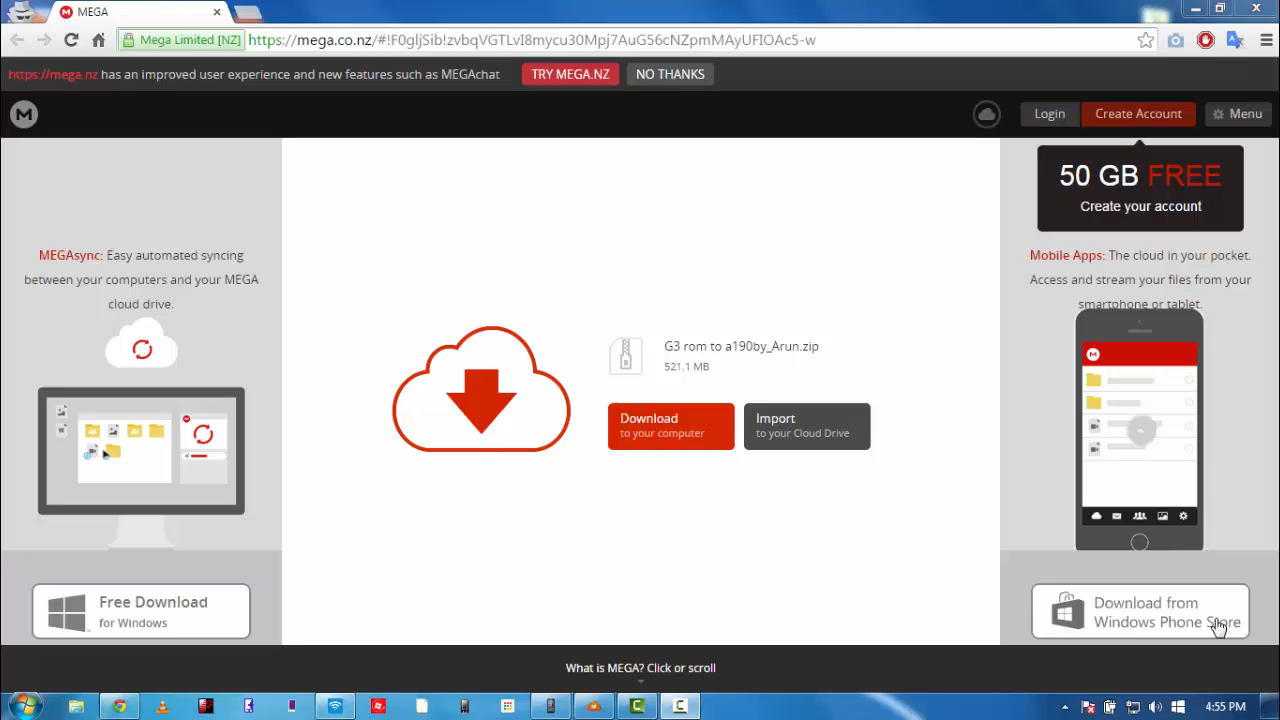 MEGA
Mega Limited [NZ]
https://mega.co.nz/#!F0gljSib!zvbqVGTLvI8mycu30Mpj7AuG56cNZpmMAyUFIOAc5-w
https://mega.nz has an improved user experience and new features such as MEGAchat
TRY MEGA.NZ
NO THANKS
M
Login
Create Account
Menu
50 GB FREE
Create your account
MEGAsync: Easy automated syncing
between your computers and your MEGA
cloud drive.
Mobile Apps: The cloud in your pocket.
Access and stream your files from your
smartphone or tablet.
G3 rom to a190by_Arun.zip
521.1 MB
Download
to your computer
Import
to your Cloud Drive
Free Download
for Windows
Download from
Windows Phone Store
What is MEGA? Click or scroll
4:55 PM